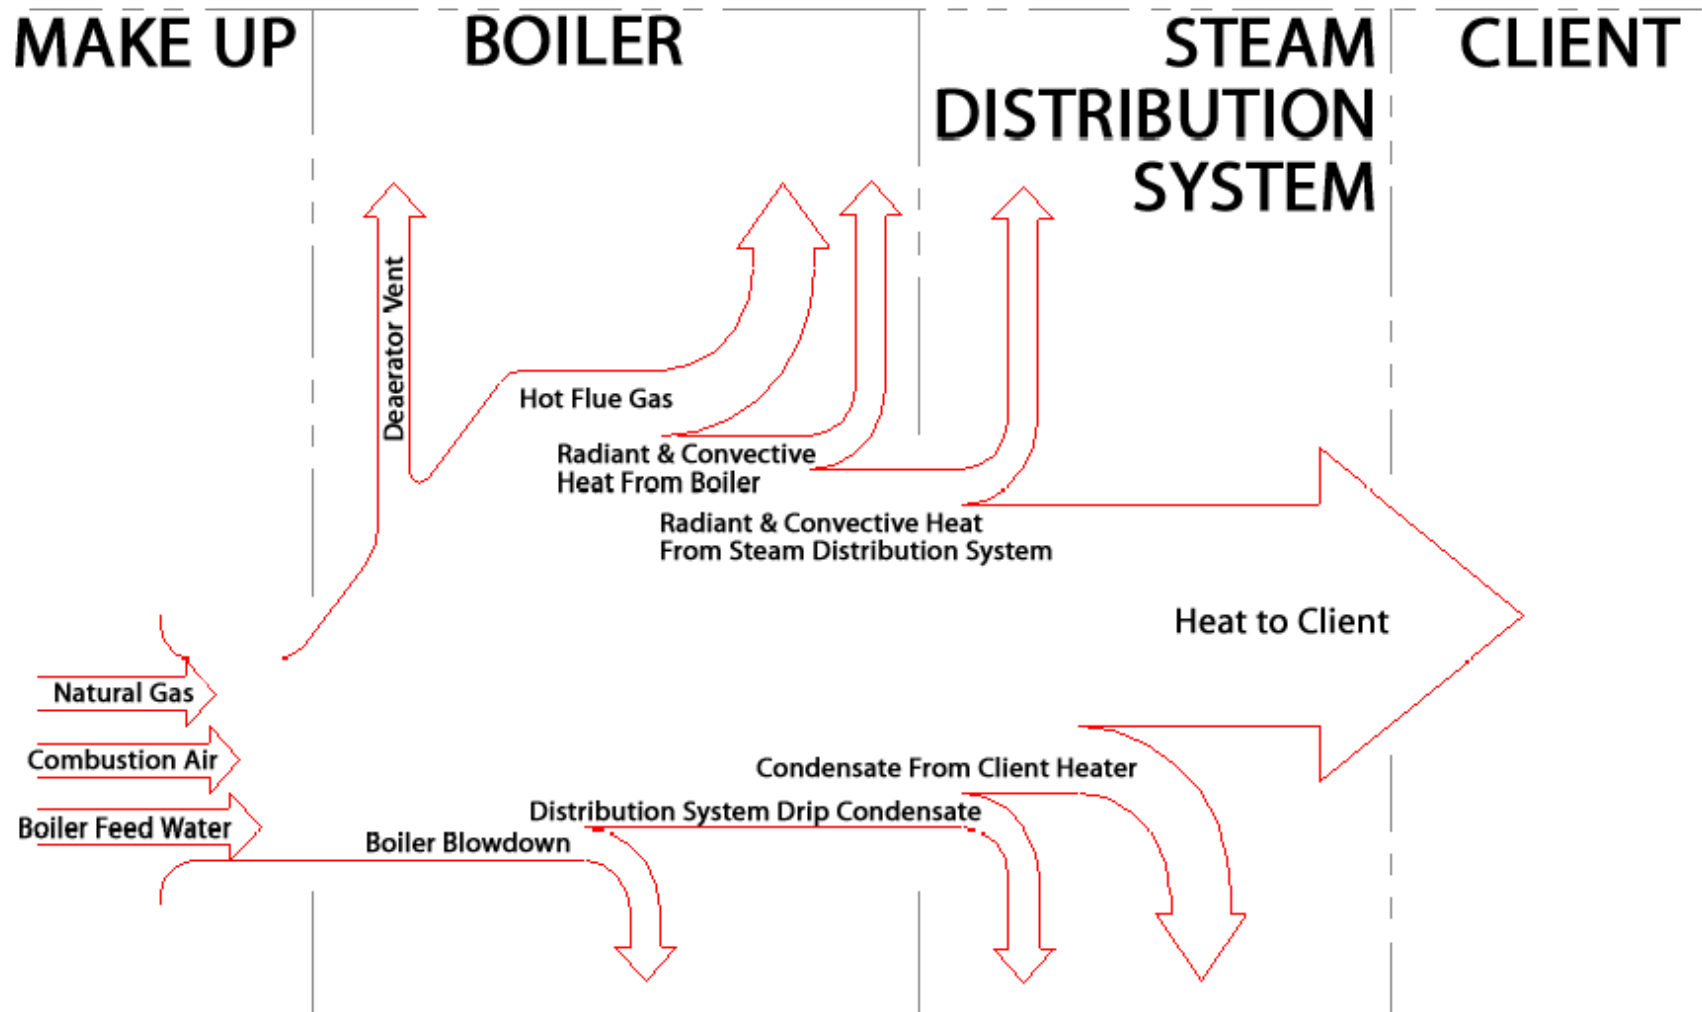 MAKE UP
BOILER
STEAM
DISTRIBUTION
SYSTEM
CLIENT
Deaerator Vent
Hot Flue Gas
Radiant & Convective
Heat From Boiler
Radiant & Convective Heat
From Steam Distribution System
Heat to Client
Natural Gas
Combustion Air
Boiler Feed Water
Condensate From Client Heater
Distribution System Drip Condensate
Boiler Blowdown